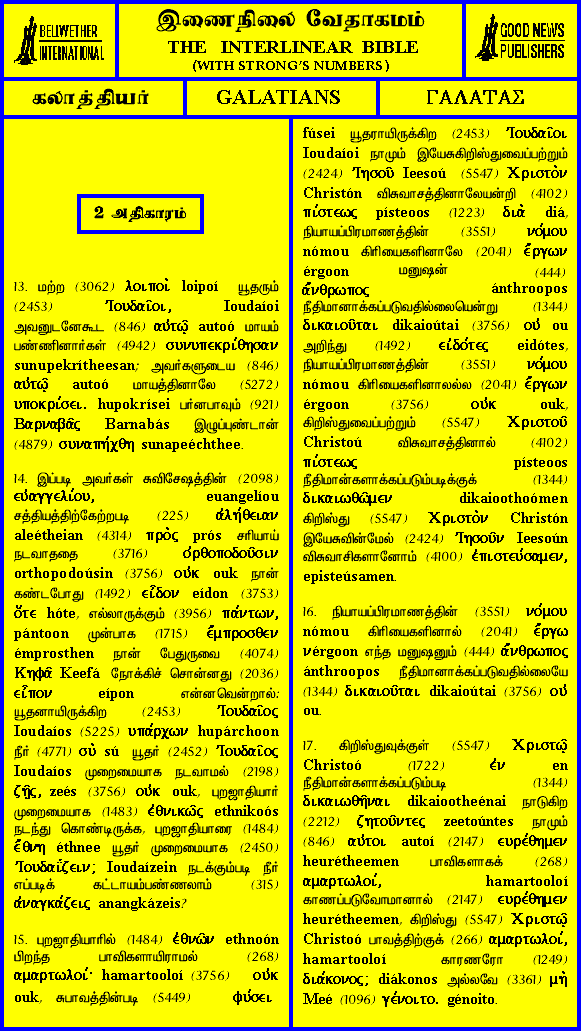 BELLWETHER
INTERNATIONAL
இணைநிலை வேதாகமம்
THE INTERLINEAR BIBLE
(WITH STRONG'S NUMBERS)
GOOD NEWS
PUBLISHERS
கலாத்தியர்
GALATIANS
ΓΑΛΑΤΑΣ
2 அதிகாரம்
13. மற்ற (3062) λοιποὶ loipoí யூதரும்
(2453) Ἰουδαῖοι, Ioudaíoi
அவனுடனேகூட (846) αὐτῷ autoó மாயம்
பண்ணினார்கள் (4942) συνυπεκρίθησαν
sunupekrítheesan; அவர்களுடைய (846)
αὐτῷ autoó மாயத்தினாலே (5272)
υποκρίσει. hupokrísei பர்னபாவும் (921)
Βαρναβᾶς Barnabás இழுப்புண்டான்
(4879) συναπήχθη sunapeéchthee.
14. இப்படி அவர்கள் சுவிசேஷத்தின் (2098)
εὐαγγελίου, euangeliou
சத்தியத்திற்கேற்றபடி (225) ἀλήθειαν
aleétheian (4314) πρὸς prós சரியாய்
நடவாததை (3716) ὀρθοποδοῦσιν
orthopodoúsin (3756) οὐκ ouk நான்
கண்டபோது (1492) εἶδον eídon (3753)
ὅτε hóte, எல்லாருக்கும் (3956) πάντων,
pántoon முன்பாக (1715) ἔμπροσθεν
émprosthen நான் பேதுருவை (4074)
Κηφᾶ Keefá நோக்கிச் சொன்னது (2036)
εἶπον eípon என்னவென்றால்:
யூதனாயிருக்கிற (2453) Ἰουδαῖος
Ioudaíos (5225) υπάρχων hupárchoon
நீர் (4771) σὺ sú யூதர் (2452) Ἰουδαῖος
Ioudaíos முறைமையாக நடவாமல் (2198)
ζῇς, zeés (3756) οὐκ ouk, புறஜாதியார்
முறைமையாக (1483) ἐθνικῶς ethnikoós
நடந்து கொண்டிருக்க, புறஜாதியாரை (1484)
ἔθνη éthnee யூதர் முறைமையாக (2450)
Ἰουδαΐζειν; Ioudaízein நடக்கும்படி நீர்
எப்படிக் கட்டாயம்பண்ணலாம் (315)
ἀναγκάζεις anangkázeis?
15. புறஜாதியாரில் (1484) ἐθνῶν ethnoón
பிறந்த பாவிகளாயிராமல் (268)
αμαρτωλοί· hamartooloí (3756) οὐκ
ouk, சுபாவத்தின்படி (5449) φύσει
fúsei யூதராயிருக்கிற (2453) Ἰουδαῖοι
Ioudaíoi நாமும் இயேசுகிறிஸ்துவைப்பற்றும்
(2424) Ἰησοῦ Ieesoú (5547) Χριστὸν
Christón விசுவாசத்தினாலேயன்றி (4102)
πίστεως písteoos (1223) διὰ diá,
நியாயப்பிரமாணத்தின் (3551) νόμου
nómou கிரியைகளினாலே (2041) ἔργων
érgoon மனுஷன் (444)
ἄνθρωπος ánthroopos
நீதிமானாக்கப்படுவதில்லையென்று (1344)
δικαιοῦται dikaioútai (3756) οὐ ou
அறிந்து (1492) εἰδότες eidótes,
நியாயப்பிரமாணத்தின் (3551) νόμου
nómou கிரியைகளினாலல்ல (2041) ἔργων
érgoon (3756) οὐκ ouk,
கிறிஸ்துவைப்பற்றும் (5547) Χριστοῦ
Christoú விசுவாசத்தினால் (4102)
πίστεως písteoos
நீதிமான்களாக்கப்படும்படிக்குக் (1344)
δικαιωθῶμεν dikaioothoómen
கிறிஸ்து (5547) Χριστὸν Christón
இயேசுவின்மேல் (2424) Ἰησοῦν Ieesoún
விசுவாசிகளானோம் (4100) ἐπιστεύσαμεν,
episteúsamen.
16. நியாயப்பிரமாணத்தின் (3551) νόμου
nómou கிரியைகளினால் (2041) ἔργω
νérgoon எந்த மனுஷனும் (444) ἄνθρωπος
ánthroopos நீதிமானாக்கப்படுவதில்லையே
(1344) δικαιοῦται dikaioútai (3756) οὐ
ou.
17. கிறிஸ்துவுக்குள் (5547) Χριστῷ
Christoó (1722) ἐν en
நீதிமான்களாக்கப்படும்படி (1344)
δικαιωθῆναι dikaiootheénai நாடுகிற
(2212) ζητοῦντες zeetoúntes நாமும்
(846) αὐτοι autoí (2147) ευρέθημεν
heurétheemen பாவிகளாகக் (268)
αμαρτωλοί, hamartooloí
காணப்படுவோமானால் (2147) ευρέθημεν
heurétheemen, கிறிஸ்து (5547) Χριστῷ
Christoó பாவத்திற்குக் (266) αμαρτωλοί,
hamartooloí காரணரோ (1249)
διάκονος; diákonos அல்லவே (3361) μὴ
Meé (1096) γένοιτο. génoito.